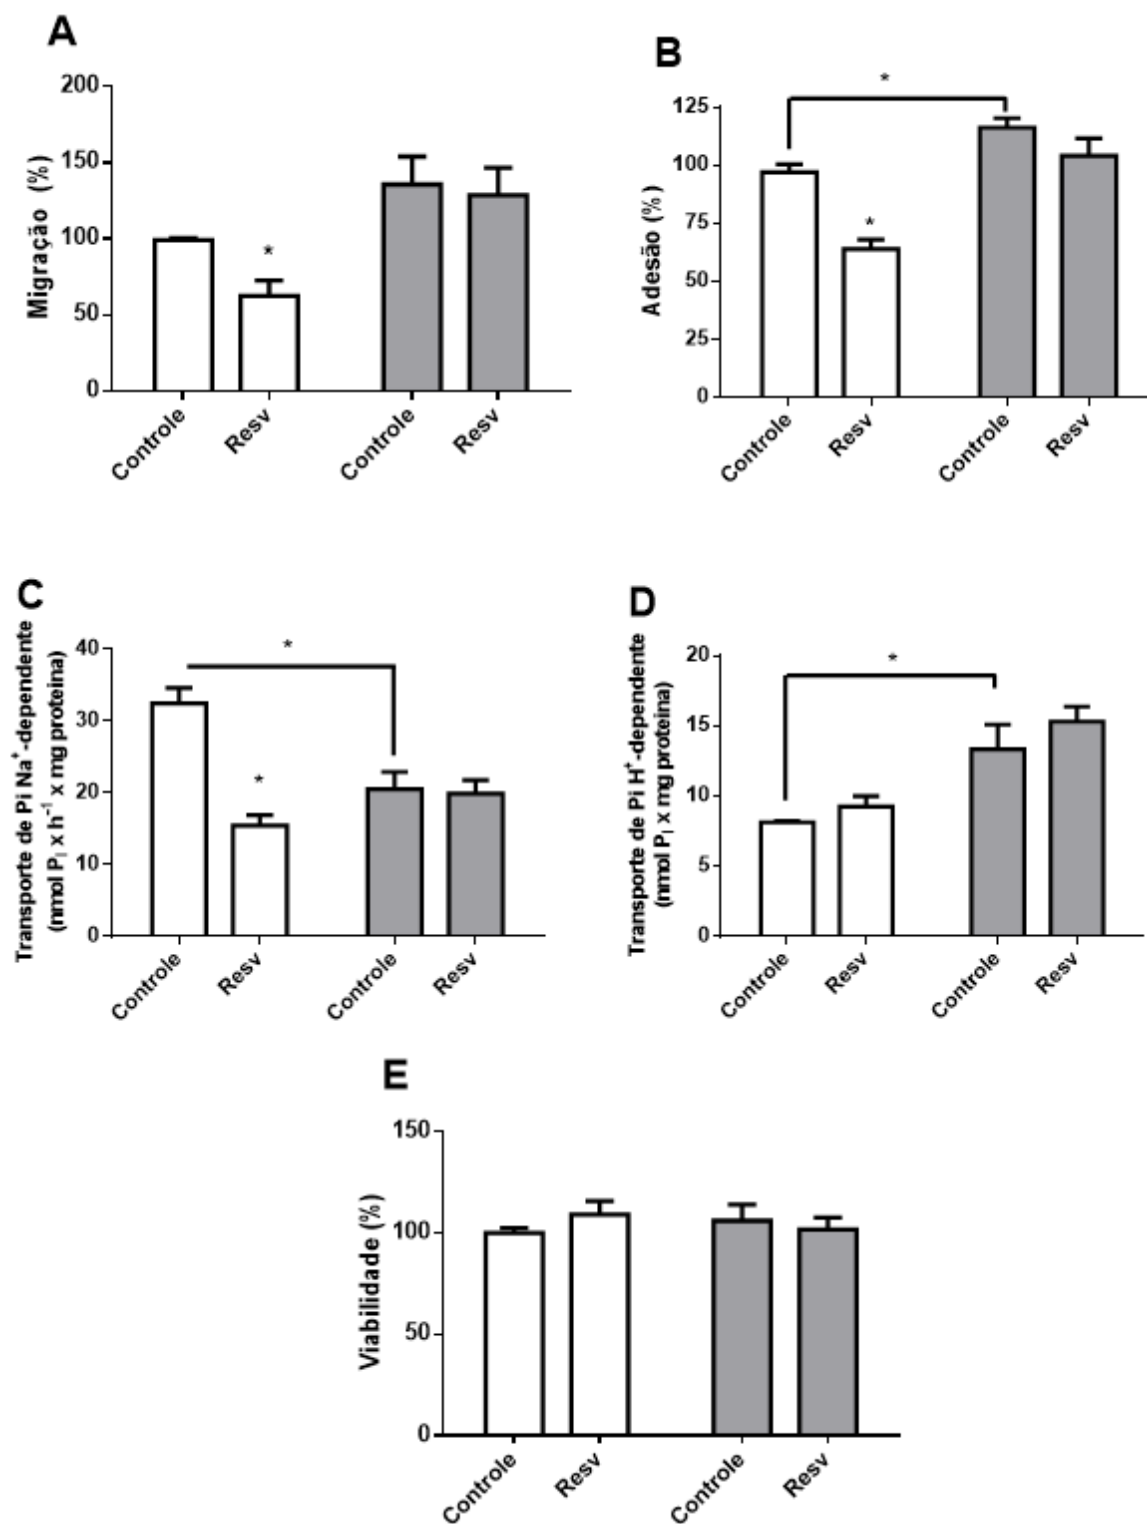 A
Migração (%)
200
150
100
50
0
*
Controle
Resv
Controle
Resv
B
Adesão (%)
125
100
75
50
25
0
*
*
Controle
Resv
Controle
Resv
C
Transporte de Pi Na⁺-dependente
(nmol Pᵢ x h⁻¹ x mg proteina)
40
30
20
10
0
*
*
Controle
Resv
Controle
Resv
D
Transporte de Pi H⁺-dependente
(nmol Pᵢ x mg proteina)
20
15
10
5
0
*
Controle
Resv
Controle
Resv
E
Viabilidade (%)
150
100
50
0
Controle
Resv
Controle
Resv